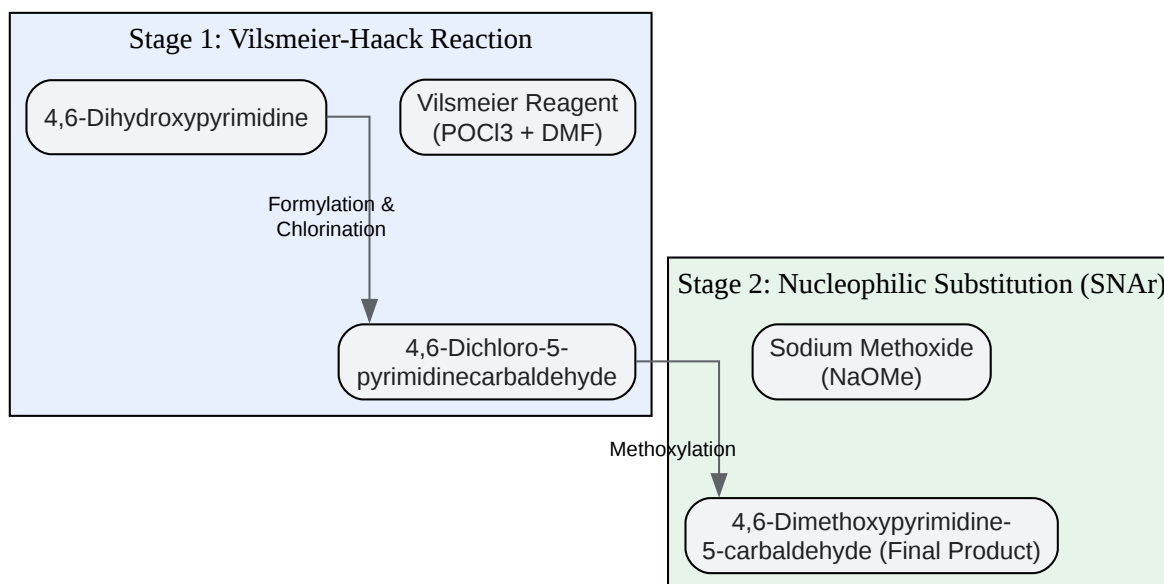 Stage 1: Vilsmeier-Haack Reaction
4,6-Dihydroxypyrimidine
Vilsmeier Reagent
(POCl3 + DMF)
Formylation &
Chlorination
4,6-Dichloro-5-
pyrimidinecarbaldehyde
Stage 2: Nucleophilic Substitution (SNAr)
Sodium Methoxide
(NaOMe)
Methoxylation
4,6-Dimethoxypyrimidine-
5-carbaldehyde (Final Product)